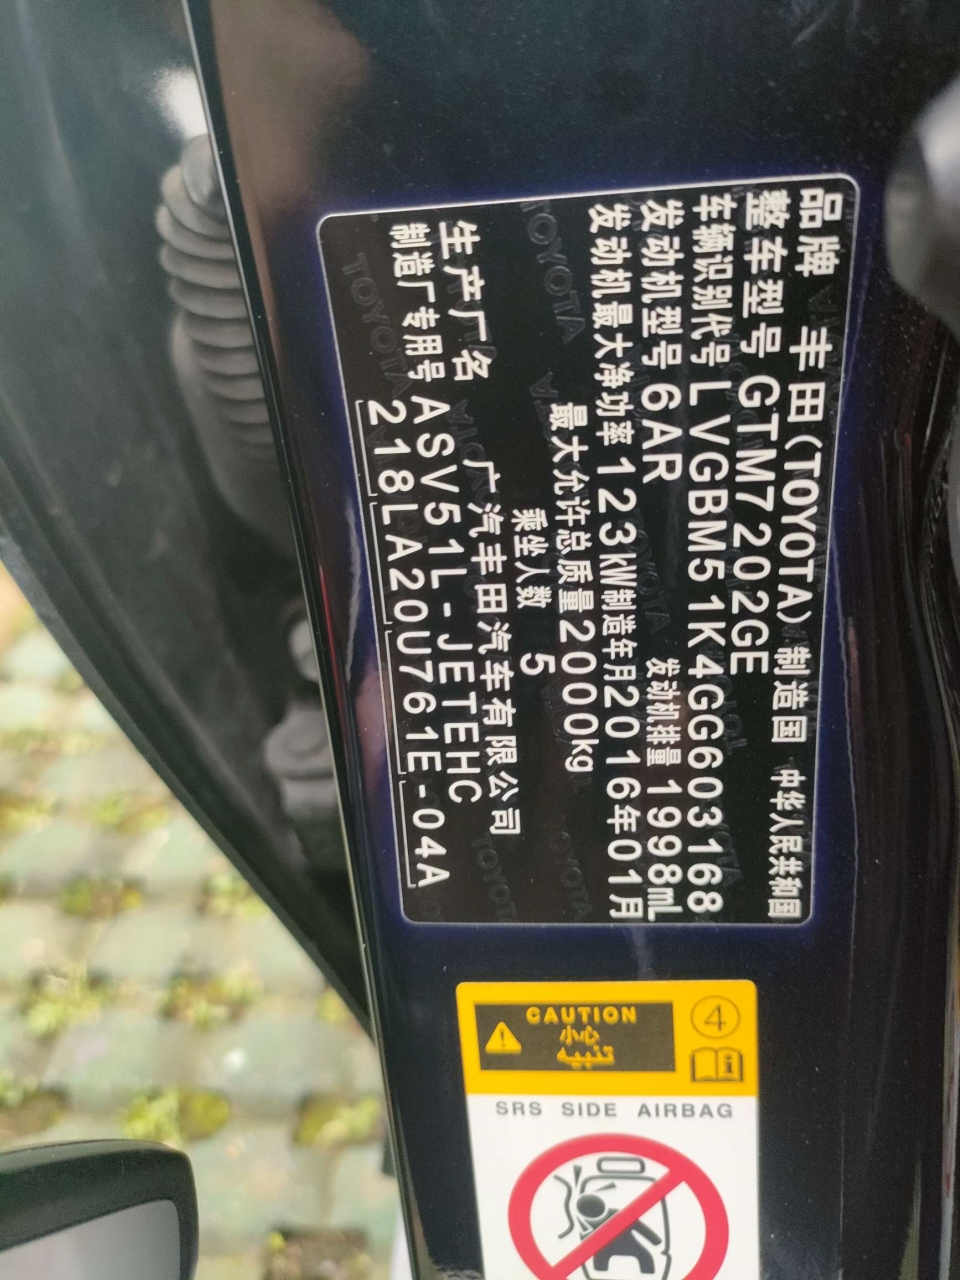 品牌 丰田(TOYOTA) 制造国 中华人民共和国
整车型号 GTM7202GE
车辆识别代号 LVGBM51K4GG603168
发动机型号 6AR 发动机排量 1998mL
发动机最大净功率 123kW 制造年月 2016年01月
最大允许总质量 2000kg
乘坐人数 5
生产厂名 广汽丰田汽车有限公司
制造厂专用号 ASV51L-JETEHC
218LA20U761E-04A
CAUTION
小心
تنبيه
4
i
SRS SIDE AIRBAG